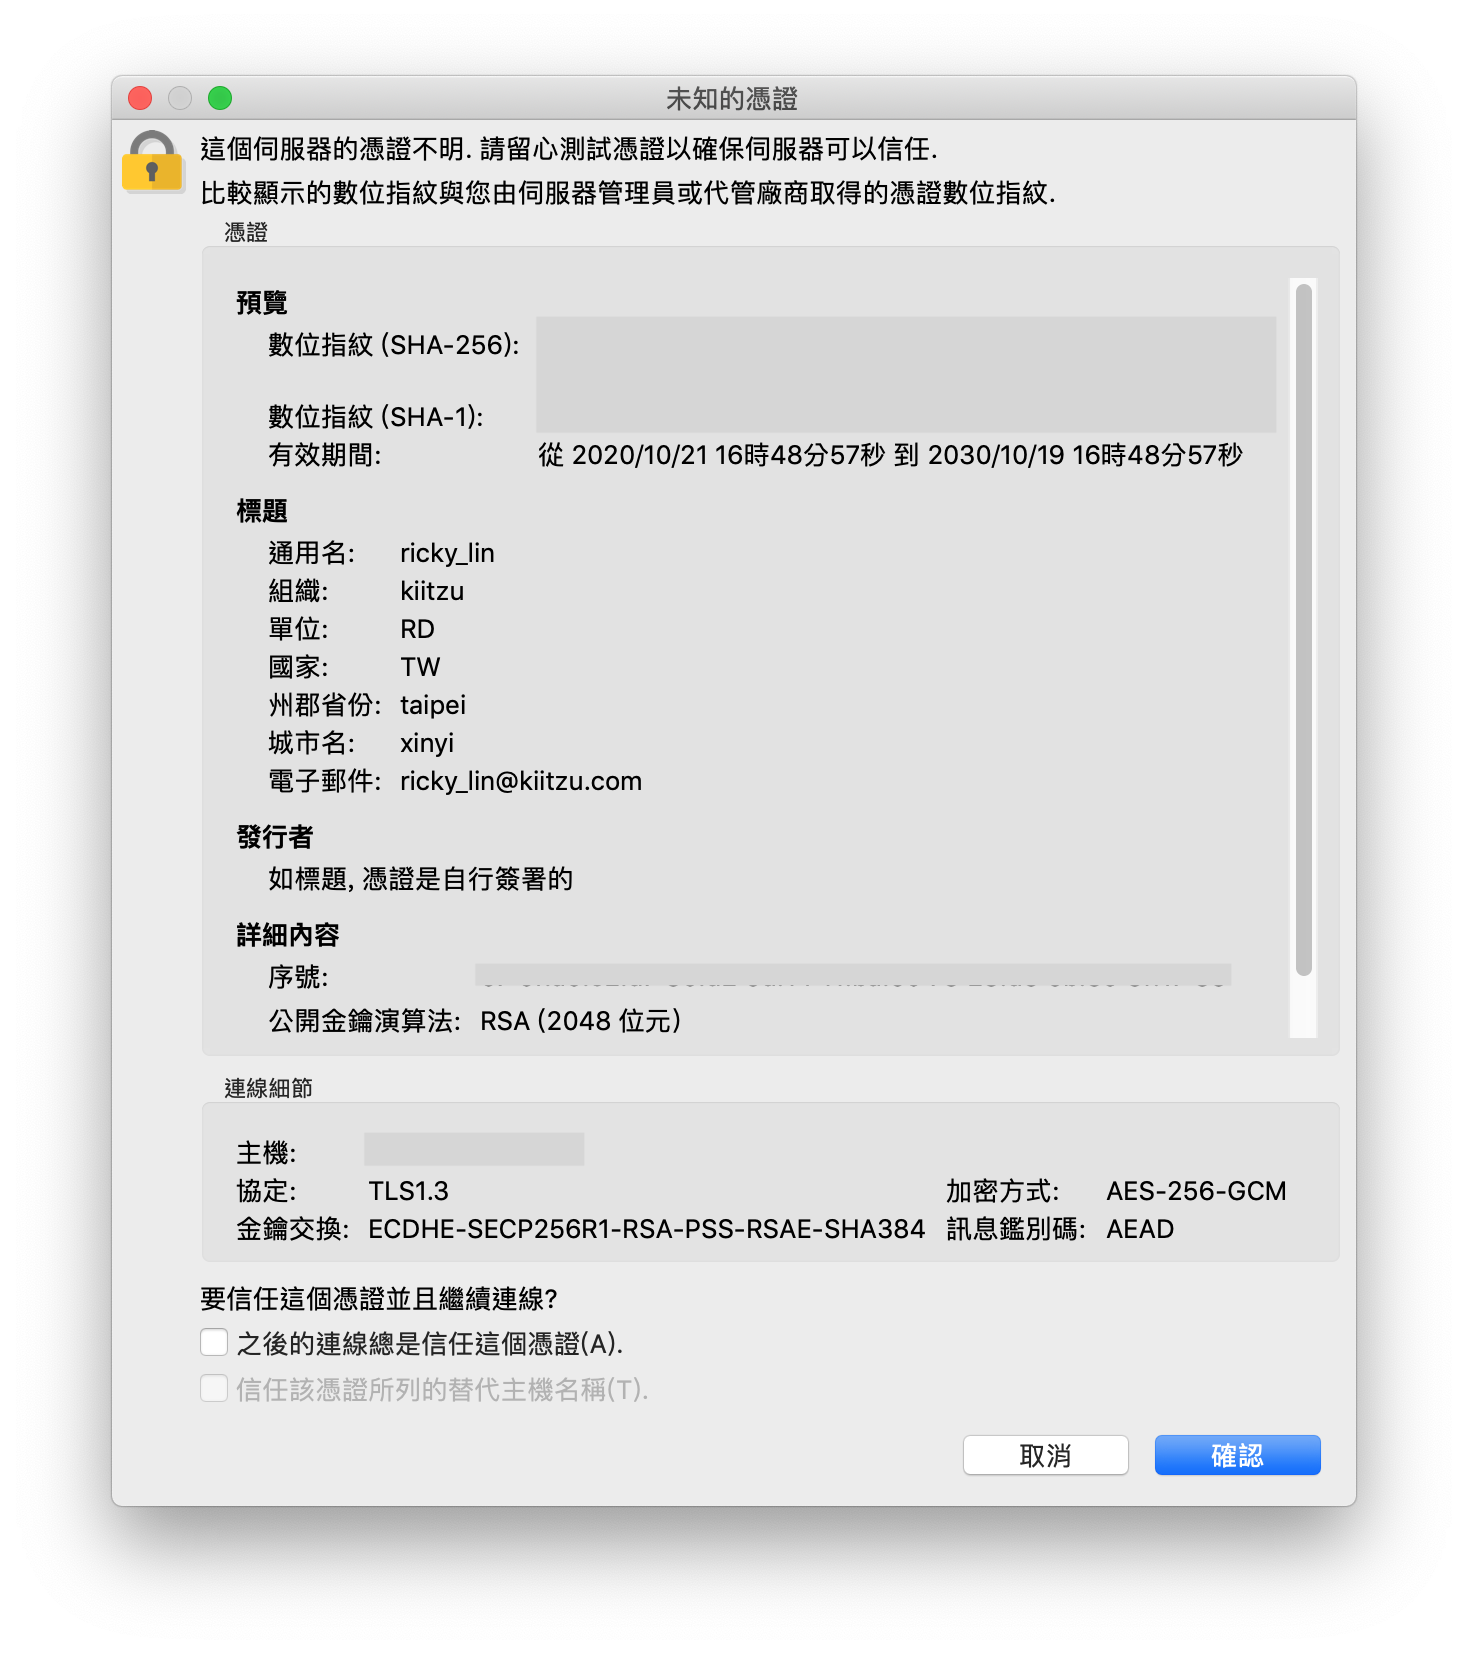 未知的憑證
這個伺服器的憑證不明. 請留心測試憑證以確保伺服器可以信任.
比較顯示的數位指紋與您由伺服器管理員或代管廠商取得的憑證數位指紋.
憑證
預覽
數位指紋 (SHA-256):
數位指紋 (SHA-1):
有效期間: 從 2020/10/21 16時48分57秒 到 2030/10/19 16時48分57秒
標題
通用名: ricky_lin
組織: kiitzu
單位: RD
國家: TW
州郡省份: taipei
城市名: xinyi
電子郵件: ricky_lin@kiitzu.com
發行者
如標題, 憑證是自行簽署的
詳細內容
序號:
公開金鑰演算法: RSA (2048 位元)
連線細節
主機:
協定: TLS1.3 加密方式: AES-256-GCM
金鑰交換: ECDHE-SECP256R1-RSA-PSS-RSAE-SHA384 訊息鑑別碼: AEAD
要信任這個憑證並且繼續連線?
之後的連線總是信任這個憑證(A).
信任該憑證所列的替代主機名稱(T).
取消 確認